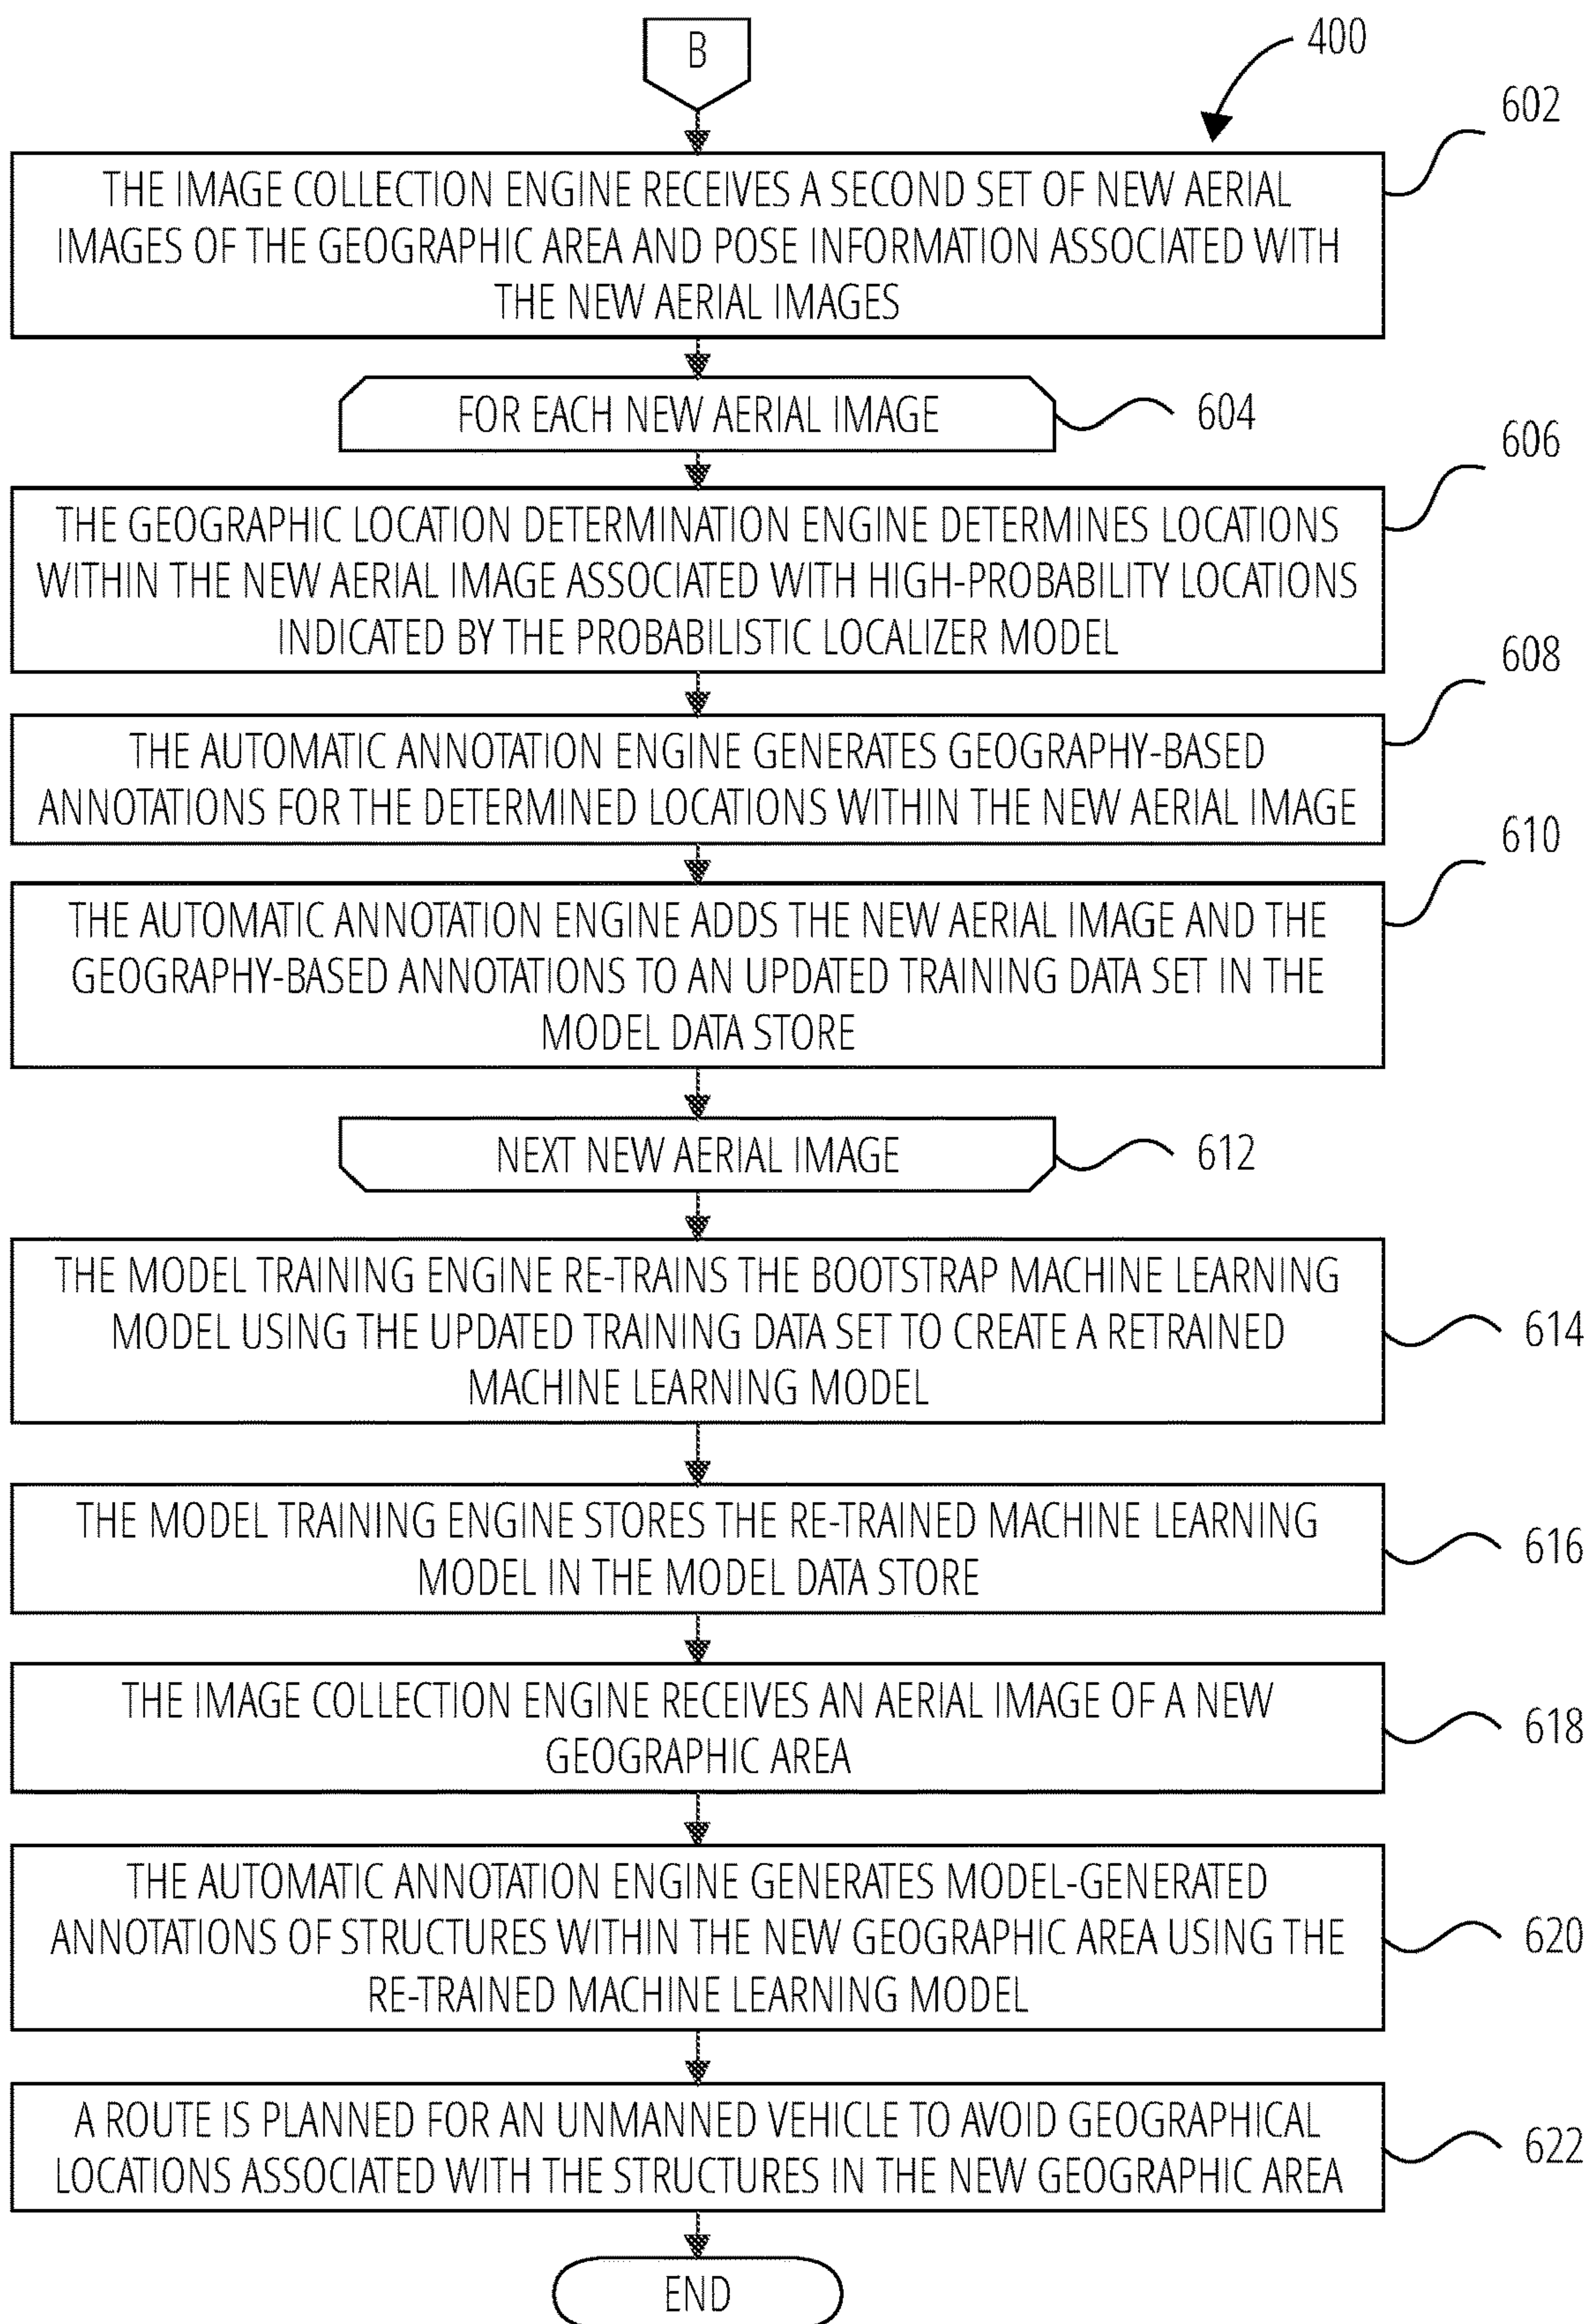 B
400
602
THE IMAGE COLLECTION ENGINE RECEIVES A SECOND SET OF NEW AERIAL
IMAGES OF THE GEOGRAPHIC AREA AND POSE INFORMATION ASSOCIATED WITH
THE NEW AERIAL IMAGES
FOR EACH NEW AERIAL IMAGE
604
606
THE GEOGRAPHIC LOCATION DETERMINATION ENGINE DETERMINES LOCATIONS
WITHIN THE NEW AERIAL IMAGE ASSOCIATED WITH HIGH-PROBABILITY LOCATIONS
INDICATED BY THE PROBABILISTIC LOCALIZER MODEL
608
THE AUTOMATIC ANNOTATION ENGINE GENERATES GEOGRAPHY-BASED
ANNOTATIONS FOR THE DETERMINED LOCATIONS WITHIN THE NEW AERIAL IMAGE
610
THE AUTOMATIC ANNOTATION ENGINE ADDS THE NEW AERIAL IMAGE AND THE
GEOGRAPHY-BASED ANNOTATIONS TO AN UPDATED TRAINING DATA SET IN THE
MODEL DATA STORE
NEXT NEW AERIAL IMAGE
612
THE MODEL TRAINING ENGINE RE-TRAINS THE BOOTSTRAP MACHINE LEARNING
MODEL USING THE UPDATED TRAINING DATA SET TO CREATE A RETRAINED
MACHINE LEARNING MODEL
614
THE MODEL TRAINING ENGINE STORES THE RE-TRAINED MACHINE LEARNING
MODEL IN THE MODEL DATA STORE
616
THE IMAGE COLLECTION ENGINE RECEIVES AN AERIAL IMAGE OF A NEW
GEOGRAPHIC AREA
618
THE AUTOMATIC ANNOTATION ENGINE GENERATES MODEL-GENERATED
ANNOTATIONS OF STRUCTURES WITHIN THE NEW GEOGRAPHIC AREA USING THE
RE-TRAINED MACHINE LEARNING MODEL
620
A ROUTE IS PLANNED FOR AN UNMANNED VEHICLE TO AVOID GEOGRAPHICAL
LOCATIONS ASSOCIATED WITH THE STRUCTURES IN THE NEW GEOGRAPHIC AREA
622
END